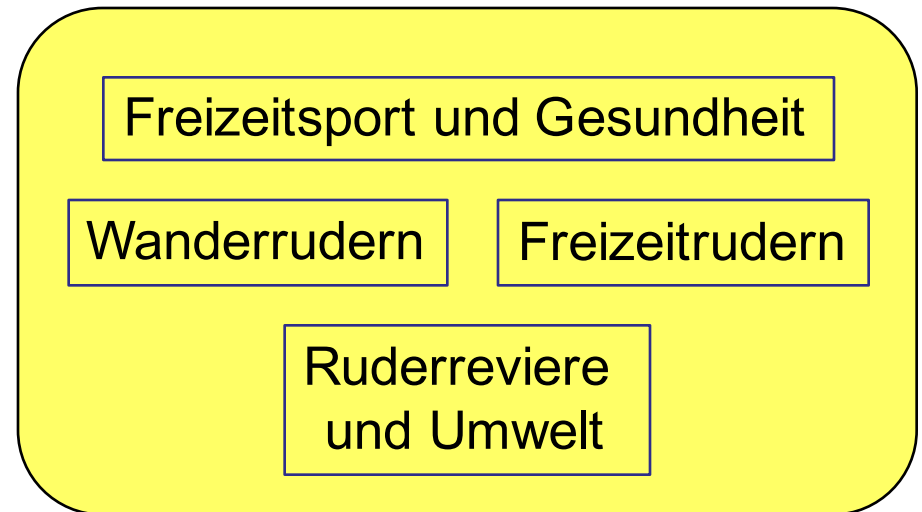 Freizeitsport und Gesundheit
Wanderrudern
Freizeitrudern
Ruderreviere
und Umwelt